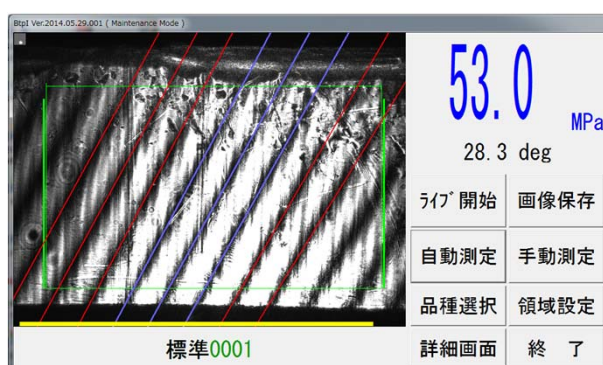 BtpI Ver.2014.05.29.001 ( Maintenance Mode )
53.0
MPa
28.3 deg
ﾗｲﾌﾞ開始 画像保存
自動測定 手動測定
品種選択 領域設定
標準0001
詳細画面 終 了